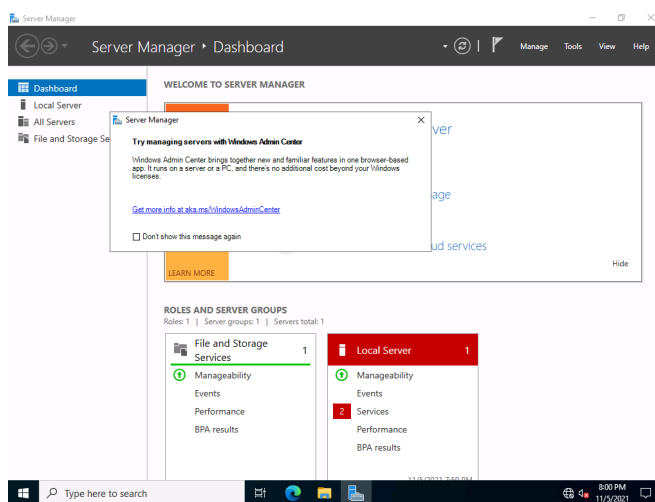 Server Manager
Server Manager • Dashboard
Manage Tools View Help
Dashboard
Local Server
All Servers
File and Storage Se
WELCOME TO SERVER MANAGER
Server Manager
Try managing servers with Windows Admin Center
Windows Admin Center brings together new and familiar features in one browser-based
app. It runs on a server or a PC, and there's no additional cost beyond your Windows
licenses.
Get more info at aka.ms/WindowsAdminCenter
Don't show this message again
ver
age
ud services
LEARN MORE
Hide
ROLES AND SERVER GROUPS
Roles: 1 | Server groups: 1 | Servers total: 1
File and Storage
Services
1
Manageability
Events
Performance
BPA results
Local Server 1
Manageability
Events
2 Services
Performance
BPA results
11/5/2021 7:59 PM
Type here to search
8:00 PM
11/5/2021